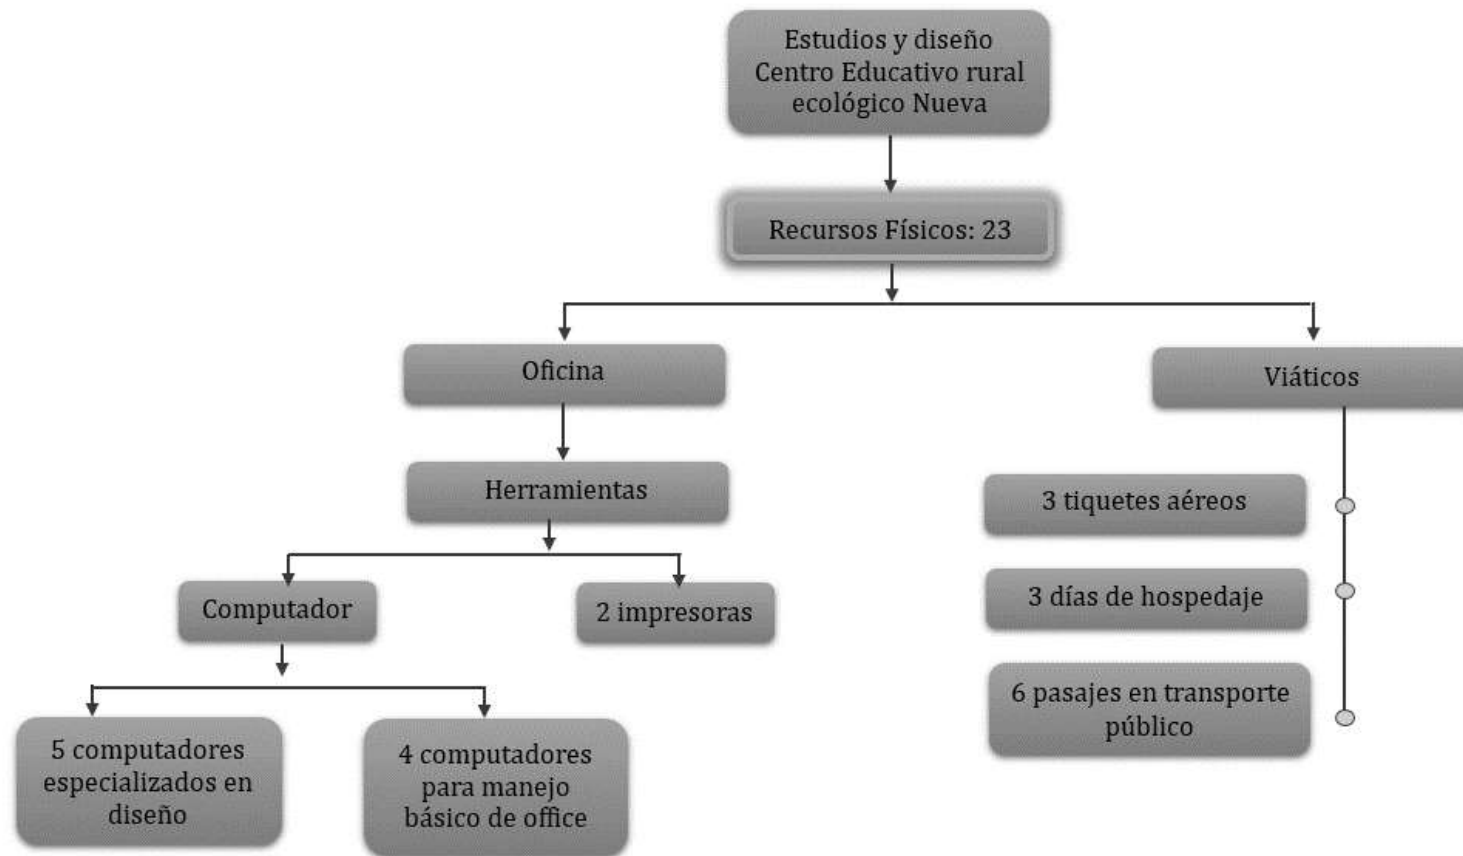 Estudios y diseño
Centro Educativo rural
ecológico Nueva
Recursos Físicos: 23
Oficina
Viáticos
Herramientas
3 tiquetes aéreos
Computador
2 impresoras
3 días de hospedaje
6 pasajes en transporte
público
5 computadores
especializados en
diseño
4 computadores
para manejo
básico de office